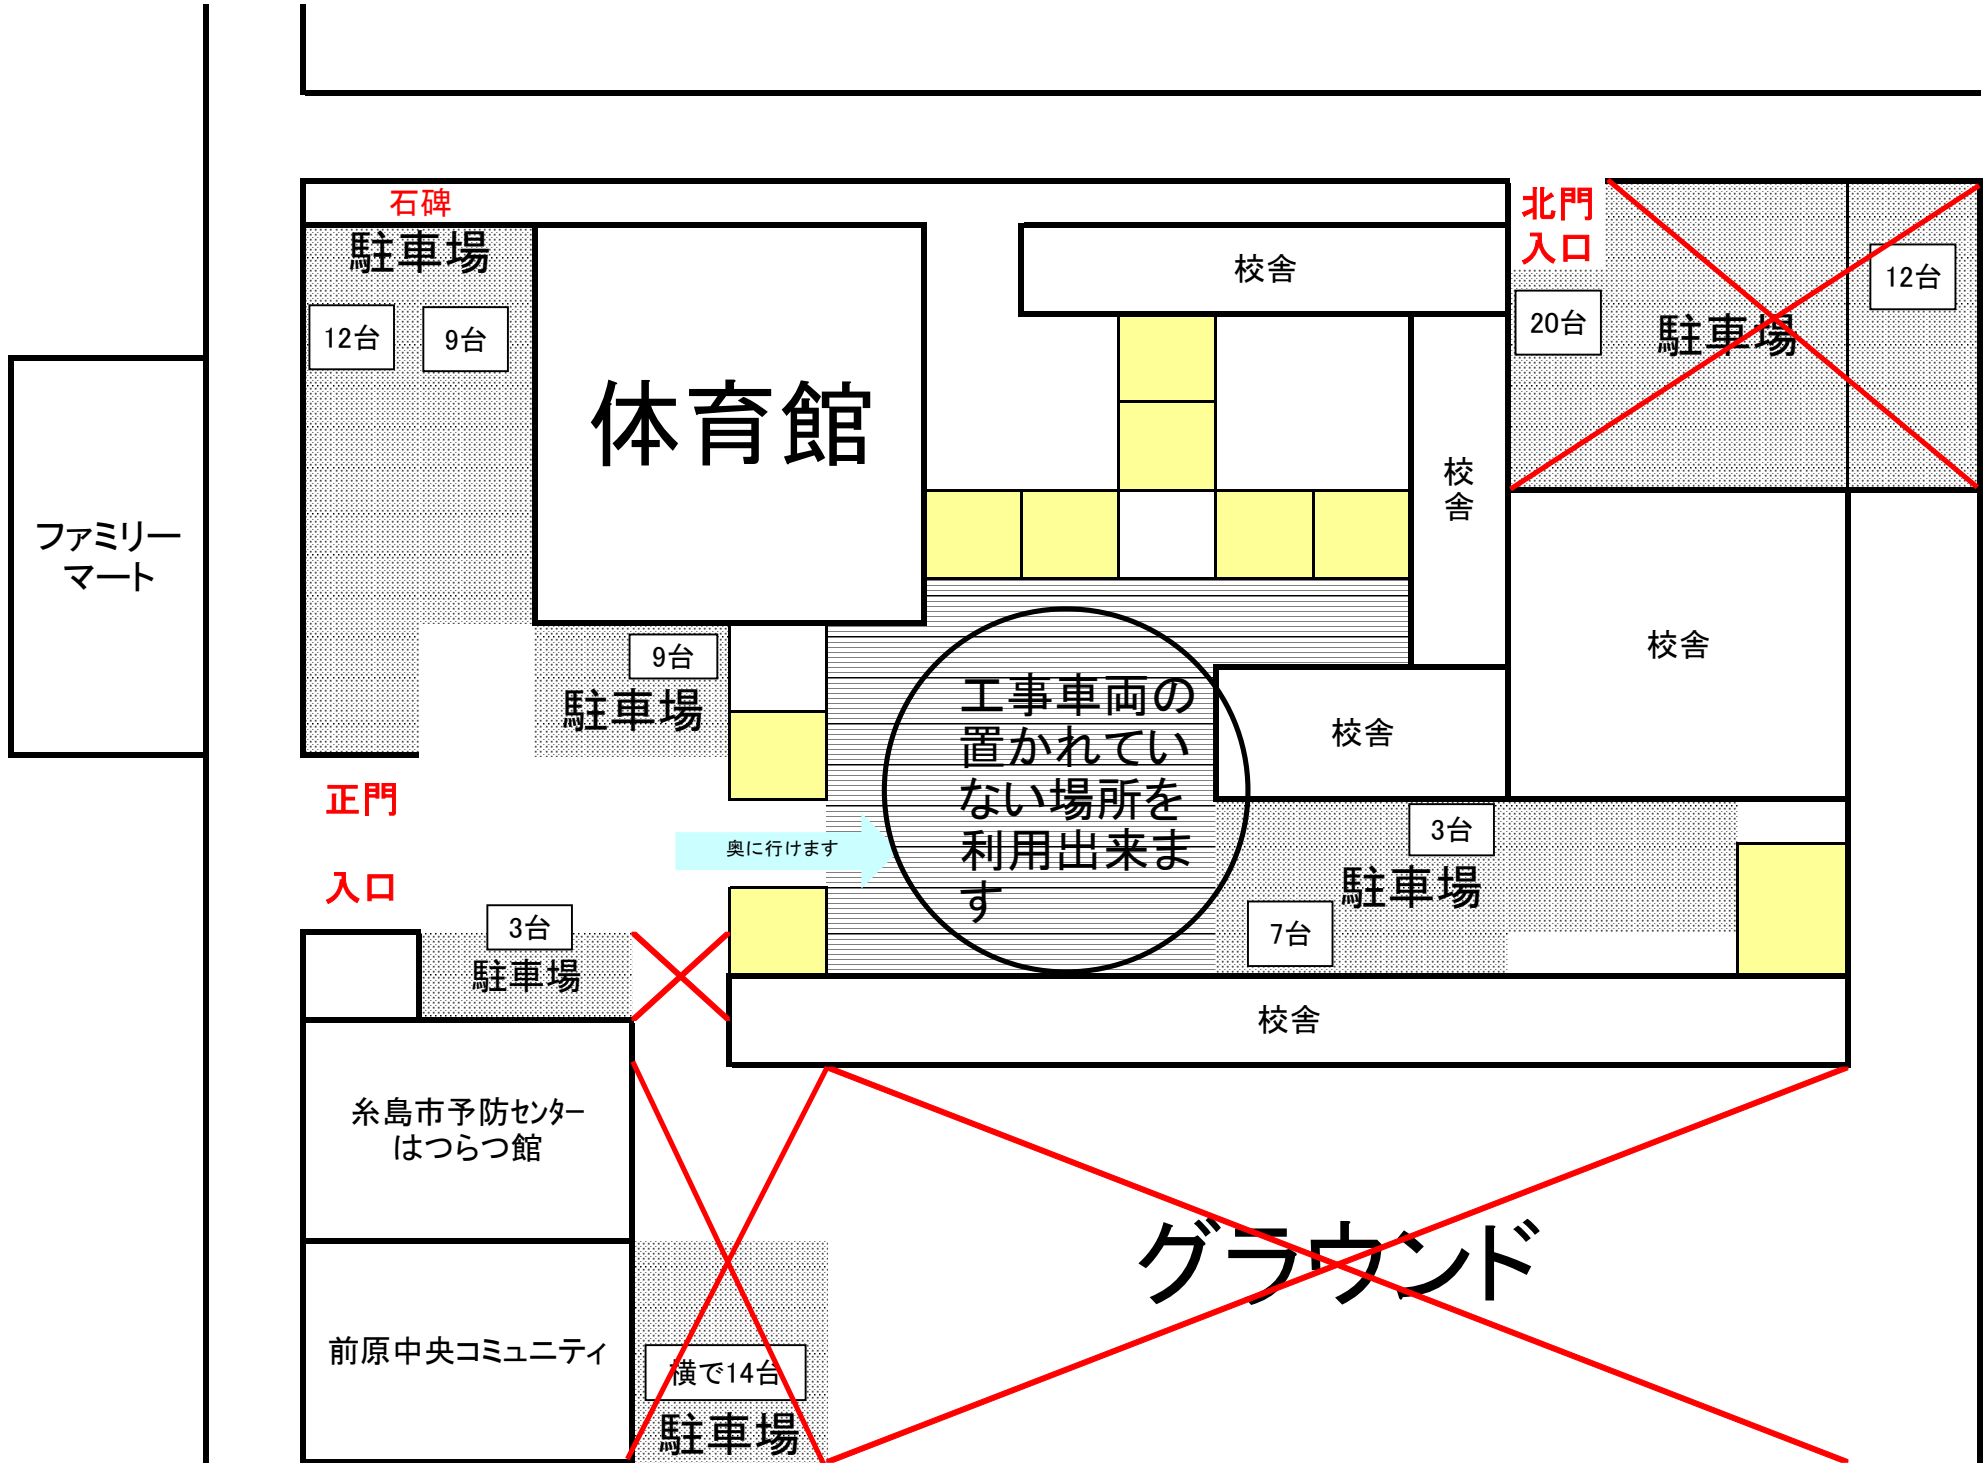 石碑
駐車場
12台
9台
体育館
校舎
北門
入口
20台
駐車場
12台
校舎
ファミリー
マート
9台
駐車場
工事車両の
置かれてい
ない場所を
利用出来ま
す
校舎
校舎
正門
入口
奥に行けます
3台
駐車場
7台
3台
駐車場
校舎
糸島市予防センター
はつらつ館
グラウンド
前原中央コミュニティ
横で14台
駐車場